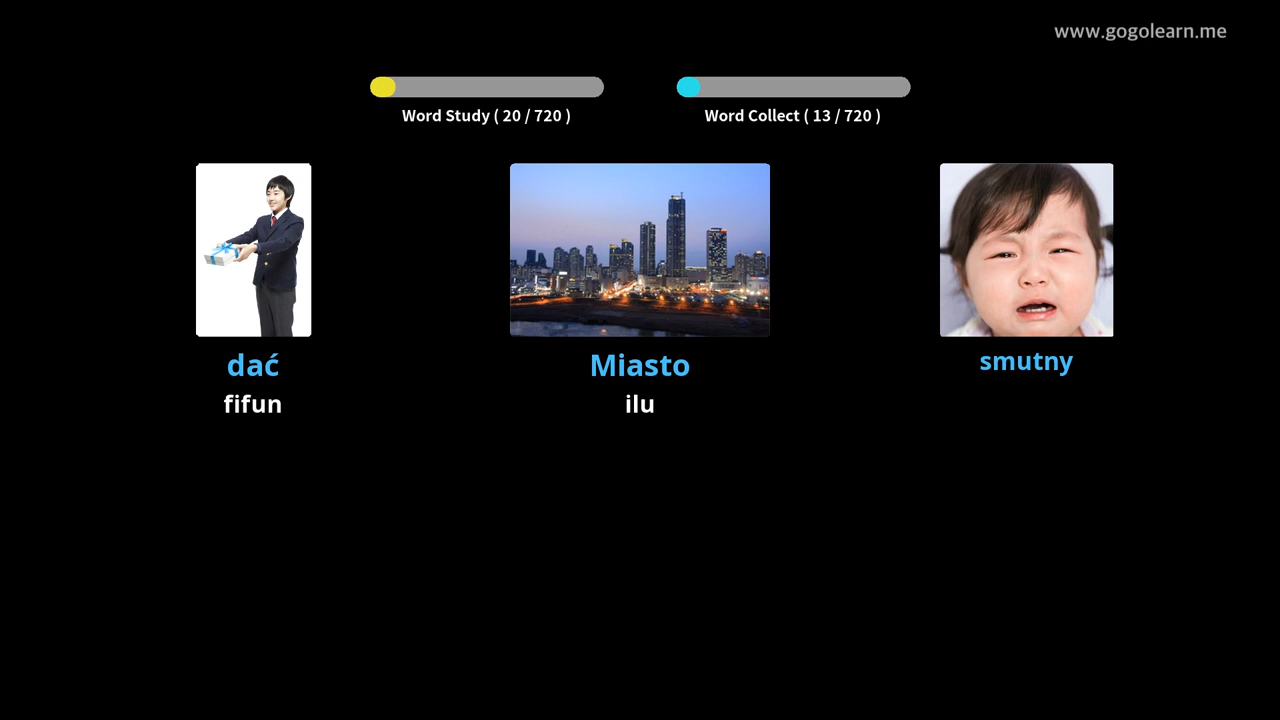 www.gogolearn.me
Word Study ( 20 / 720 )
Word Collect ( 13 / 720 )
dać
Miasto
smutny
fifun
ilu